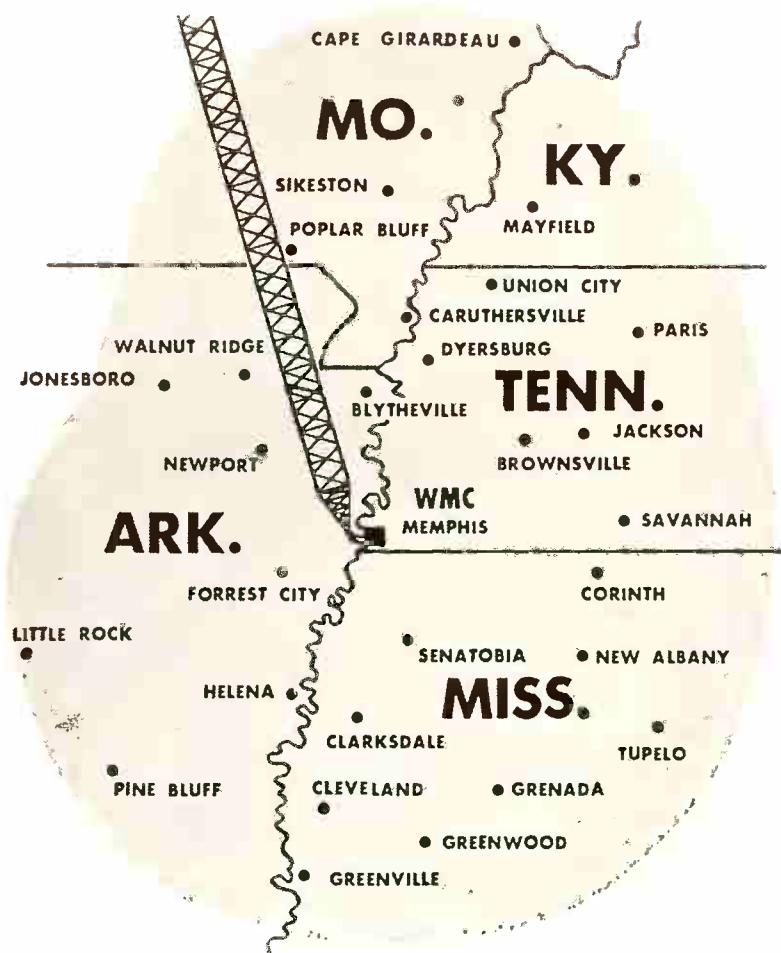 CAPE GIRARDEAU
MO.
KY.
SIKESTON
MAYFIELD
POPLAR BLUFF
UNION CITY
CARUTHERSVILLE
PARIS
WALNUT RIDGE
DYERSBURG
JONESBORO
TENN.
BLYTHEVILLE
JACKSON
NEWPORT
BROWNSVILLE
WMC
MEMPHIS
SAVANNAH
ARK.
FORREST CITY
CORINTH
LITTLE ROCK
SENATOBIA
NEW ALBANY
HELENA
MISS
CLARKSDALE
TUPELO
PINE BLUFF
CLEVELAND
GRENADA
GREENWOOD
GREENVILLE